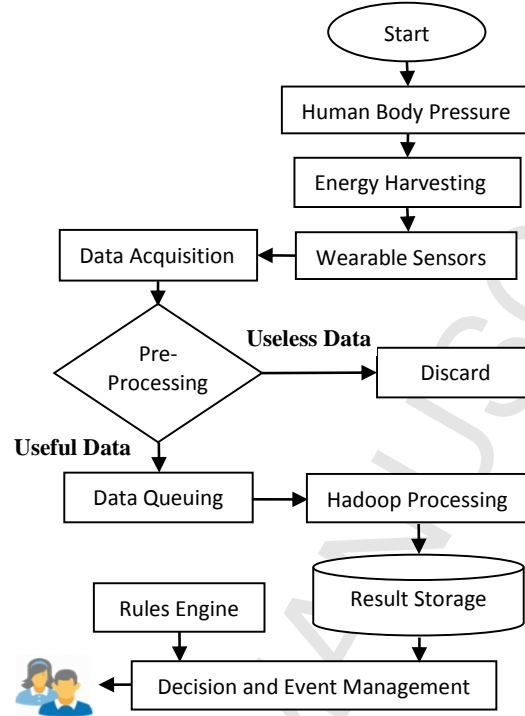 Start
Human Body Pressure
Energy Harvesting
Wearable Sensors
Data Acquisition
Pre-
Processing
Useless Data
Discard
Useful Data
Data Queuing
Hadoop Processing
Result Storage
Rules Engine
Decision and Event Management